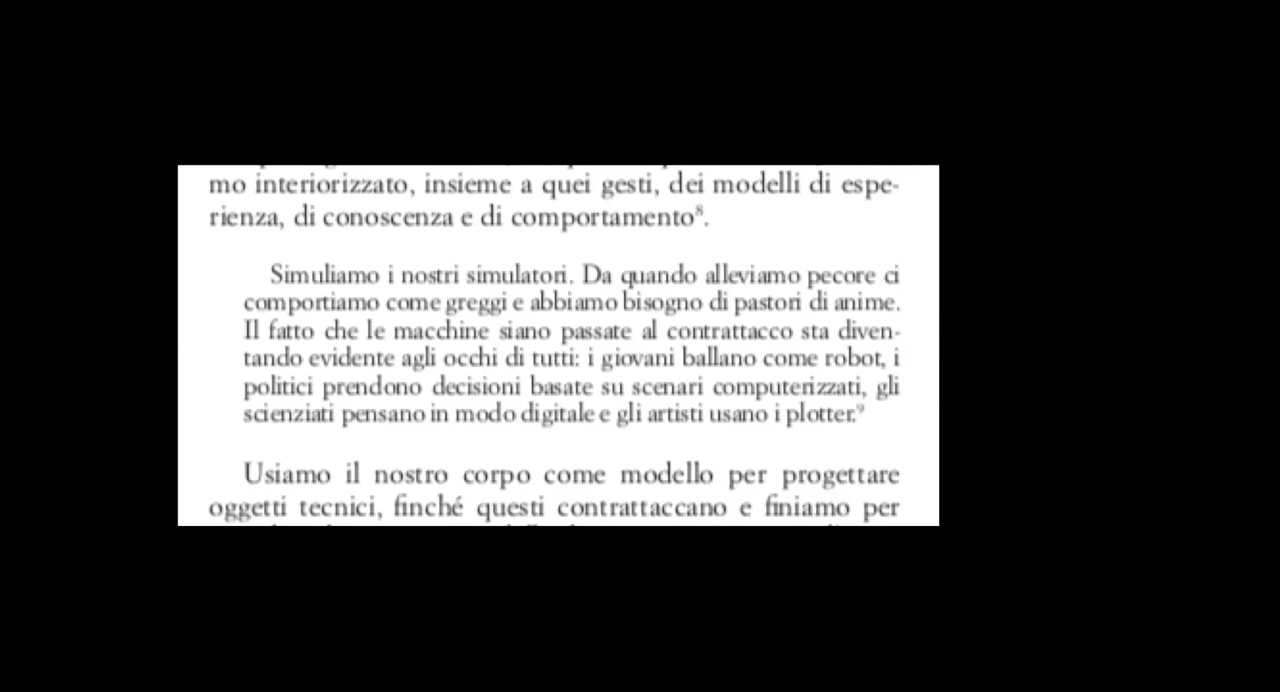 mo interiorizzato, insieme a quei gesti, dei modelli di espe-
rienza, di conoscenza e di comportamento⁸.
Simuliamo i nostri simulatori. Da quando alleviamo pecore ci
comportiamo come greggi e abbiamo bisogno di pastori di anime.
Il fatto che le macchine siano passate al contrattacco sta diven-
tando evidente agli occhi di tutti: i giovani ballano come robot, i
politici prendono decisioni basate su scenari computerizzati, gli
scienziati pensano in modo digitale e gli artisti usano i plotter.⁹
Usiamo il nostro corpo come modello per progettare
oggetti tecnici, finché questi contrattaccano e finiamo per